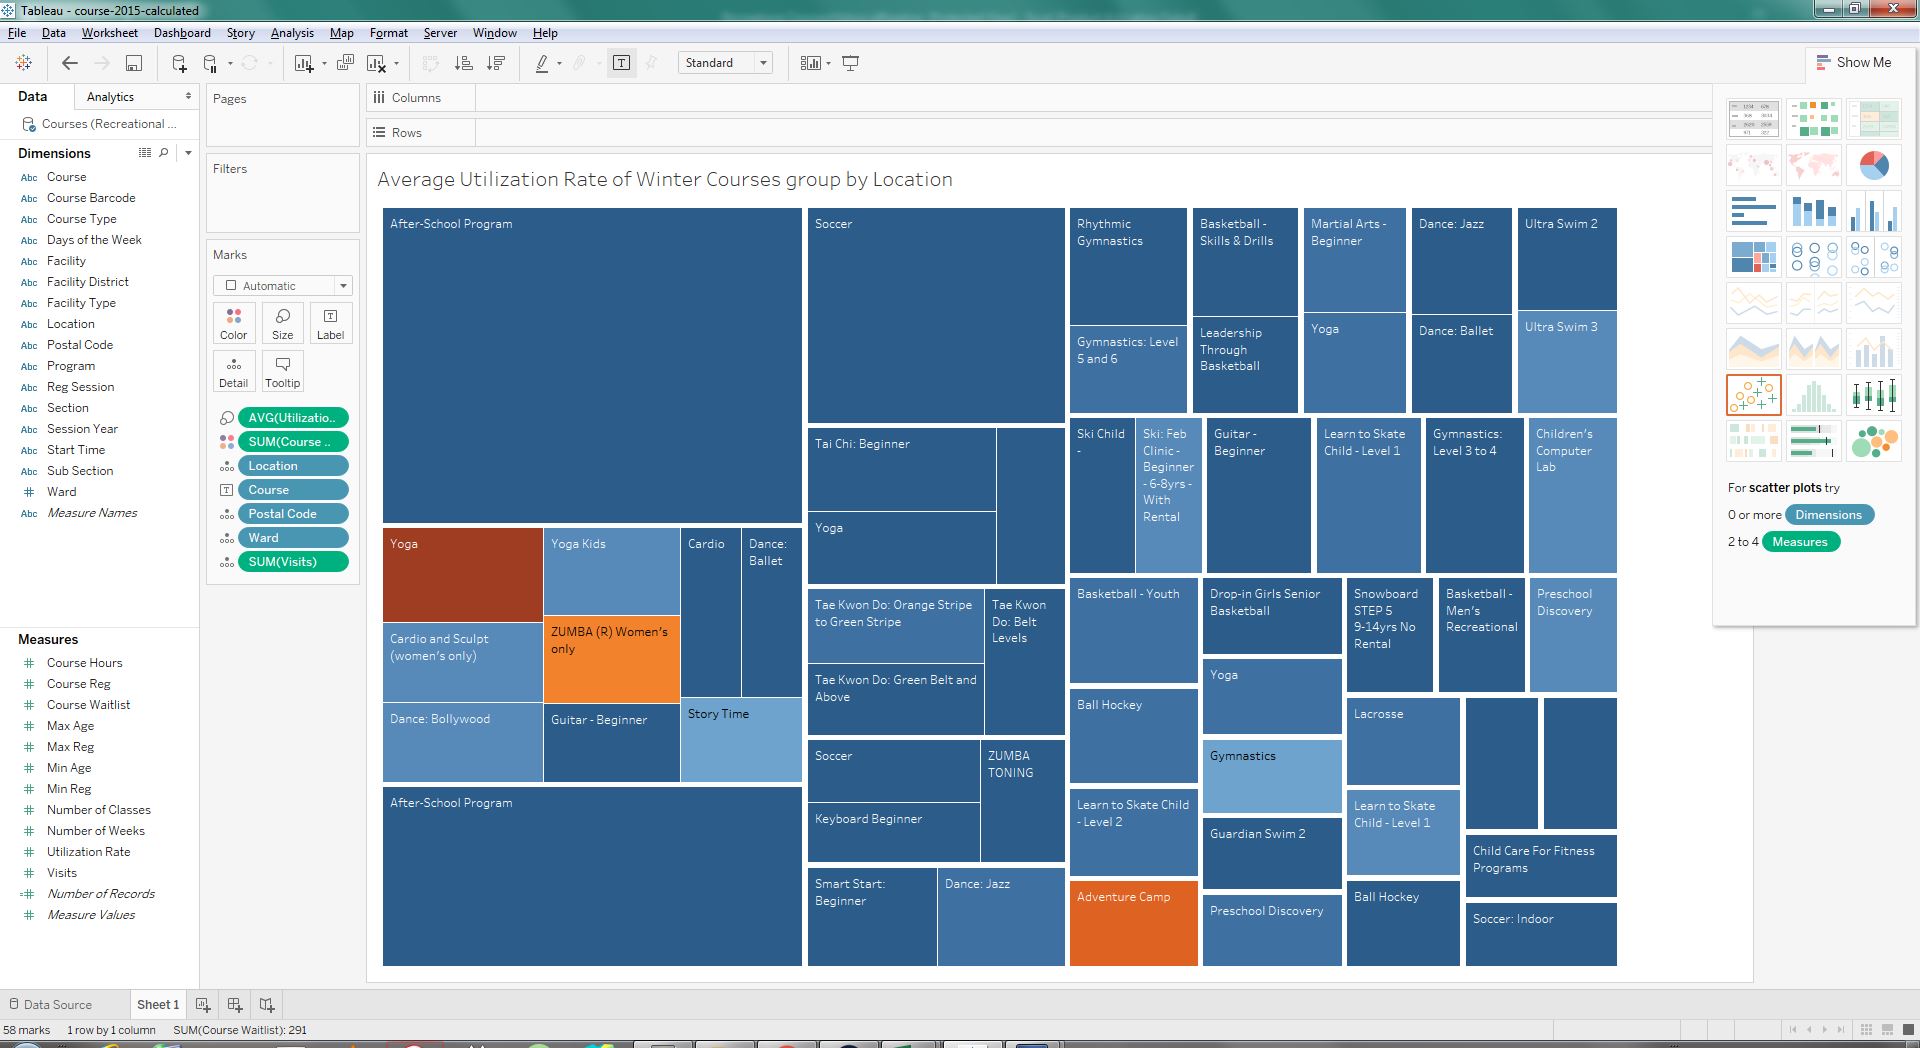 Tableau - course-2015-calculated
File Data Worksheet Dashboard Story Analysis Map Format Server Window Help
Standard
Show Me
Data
Analytics
Courses (Recreational ...
Dimensions
Abc Course
Abc Course Barcode
Abc Course Type
Abc Days of the Week
Abc Facility
Abc Facility District
Abc Facility Type
Abc Location
Abc Postal Code
Abc Program
Abc Reg Session
Abc Section
Abc Session Year
Abc Start Time
Abc Sub Section
# Ward
Abc Measure Names
Measures
# Course Hours
# Course Reg
# Course Waitlist
# Max Age
# Max Reg
# Min Age
# Min Reg
# Number of Classes
# Number of Weeks
# Utilization Rate
# Visits
=# Number of Records
# Measure Values
Pages
Filters
Marks
Automatic
Color
Size
Label
Detail
Tooltip
AVG(Utilizatio..
SUM(Course ..
Location
Course
Postal Code
Ward
SUM(Visits)
Columns
Rows
Average Utilization Rate of Winter Courses group by Location
After-School Program
Yoga
Cardio and Sculpt
(women's only)
Dance: Bollywood
Yoga Kids
ZUMBA (R) Women's
only
Guitar - Beginner
Cardio
Dance:
Ballet
Story Time
After-School Program
Soccer
Tai Chi: Beginner
Yoga
Tae Kwon Do: Orange Stripe
to Green Stripe
Tae Kwon Do: Green Belt and
Above
Tae Kwon
Do: Belt
Levels
Soccer
Keyboard Beginner
ZUMBA
TONING
Smart Start:
Beginner
Dance: Jazz
Rhythmic
Gymnastics
Gymnastics: Level
5 and 6
Basketball -
Skills & Drills
Leadership
Through
Basketball
Martial Arts -
Beginner
Yoga
Dance: Jazz
Dance: Ballet
Ultra Swim 2
Ultra Swim 3
Ski Child
-
Ski: Feb
Clinic -
Beginner
- 6-8yrs -
With
Rental
Guitar -
Beginner
Learn to Skate
Child - Level 1
Gymnastics:
Level 3 to 4
Children's
Computer
Lab
Basketball - Youth
Ball Hockey
Learn to Skate Child
- Level 2
Adventure Camp
Drop-in Girls Senior
Basketball
Yoga
Gymnastics
Guardian Swim 2
Preschool Discovery
Snowboard
STEP 5
9-14yrs No
Rental
Basketball -
Men's
Recreational
Preschool
Discovery
Lacrosse
Learn to Skate
Child - Level 1
Ball Hockey
Child Care For Fitness
Programs
Soccer: Indoor
For scatter plots try
0 or more Dimensions
2 to 4 Measures
Data Source
Sheet 1
58 marks 1 row by 1 column SUM(Course Waitlist): 291